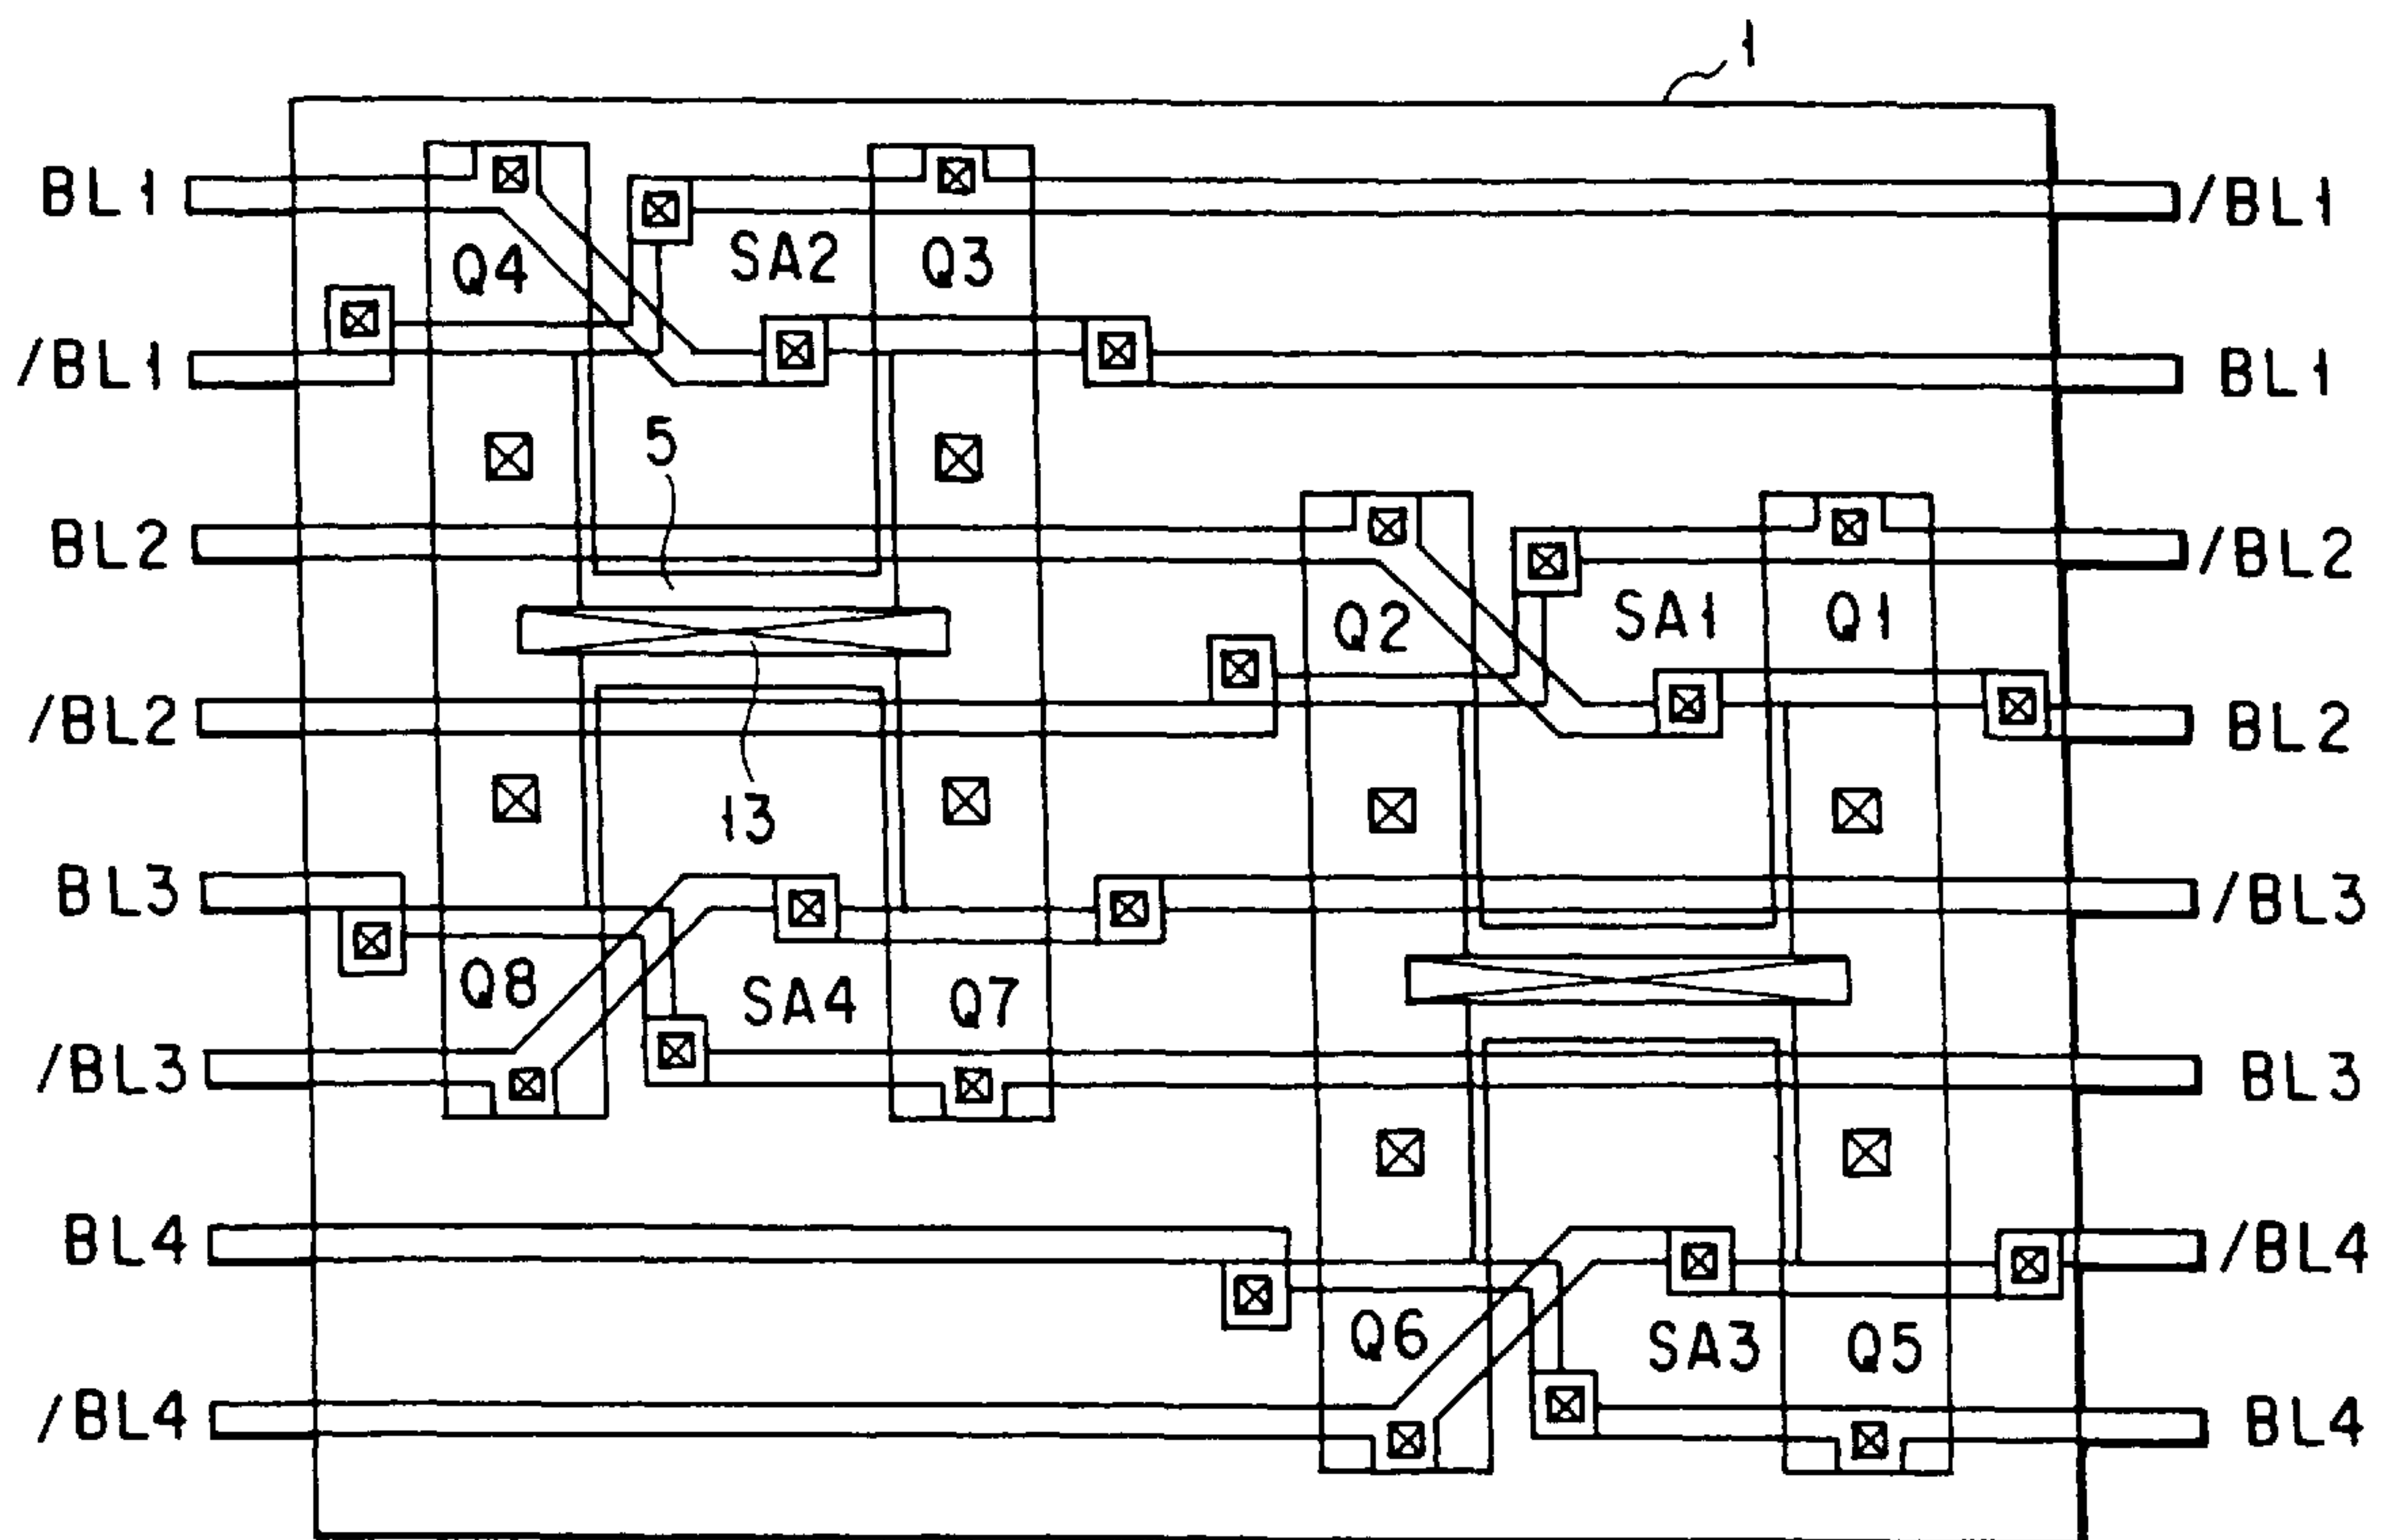 1
BL1 /BL1
Q4 SA2 Q3
/BL1 BL1
5
BL2 /BL2
Q2 SA1 Q1
/BL2 BL2
13
BL3 /BL3
Q8 SA4 Q7
/BL3 BL3
BL4 /BL4
Q6 SA3 Q5
/BL4 BL4